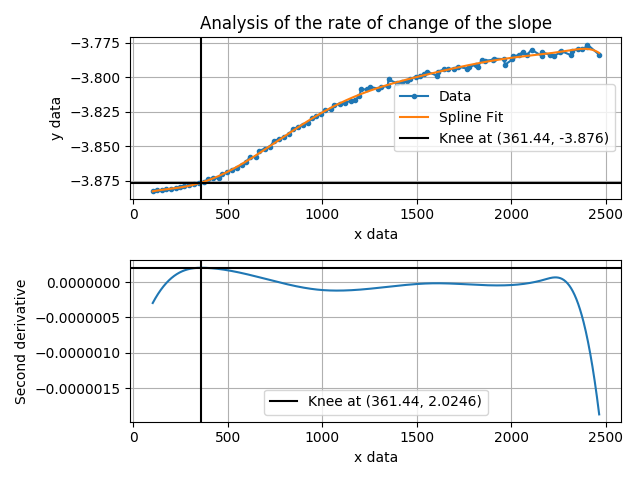 Analysis of the rate of change of the slope
−3.775
−3.800
−3.825
−3.850
−3.875
y data
Data
Spline Fit
Knee at (361.44, -3.876)
0 500 1000 1500 2000 2500
x data
0.0000000
−0.0000005
−0.0000010
−0.0000015
Second derivative
Knee at (361.44, 2.0246)
0 500 1000 1500 2000 2500
x data